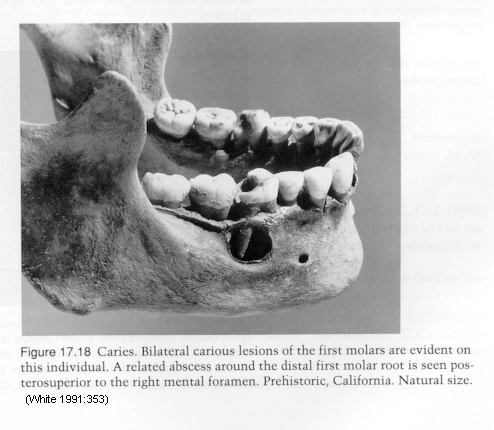 Figure 17.18 Caries. Bilateral carious lesions of the first molars are evident on
this individual. A related abscess around the distal first molar root is seen pos-
terosuperior to the right mental foramen. Prehistoric, California. Natural size.
(White 1991:353)